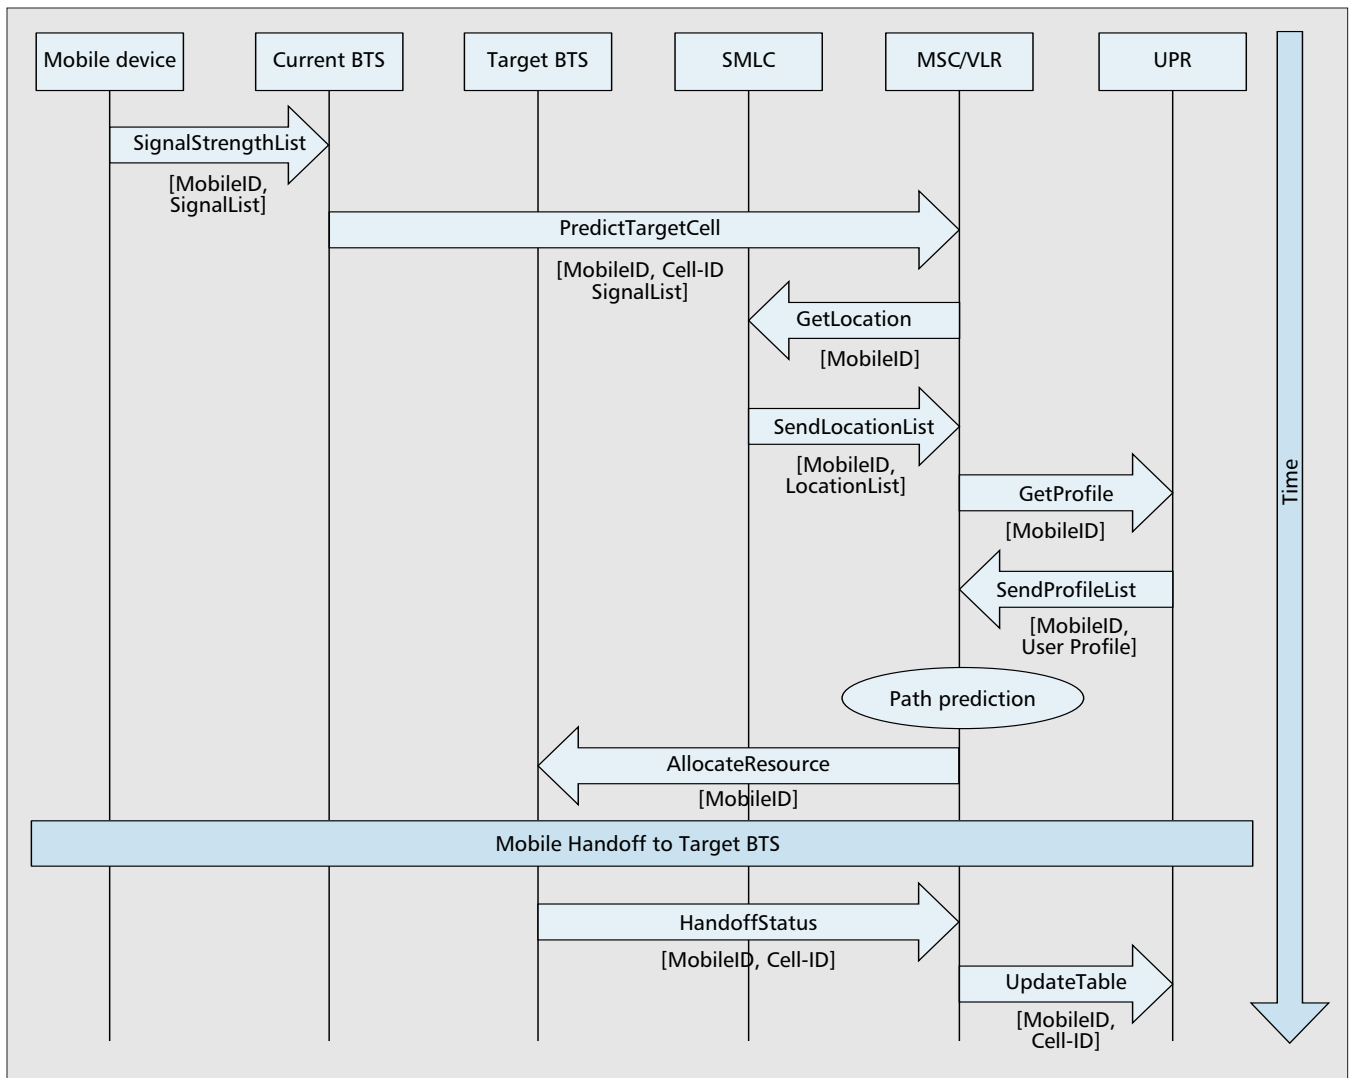 Mobile device
Current BTS
Target BTS
SMLC
MSC/VLR
UPR
SignalStrengthList
[MobileID,
SignalList]
PredictTargetCell
[MobileID, Cell-ID
SignalList]
GetLocation
[MobileID]
SendLocationList
[MobileID,
LocationList]
GetProfile
[MobileID]
SendProfileList
[MobileID,
User Profile]
Path prediction
AllocateResource
[MobileID]
Mobile Handoff to Target BTS
HandoffStatus
[MobileID, Cell-ID]
UpdateTable
[MobileID,
Cell-ID]
Time